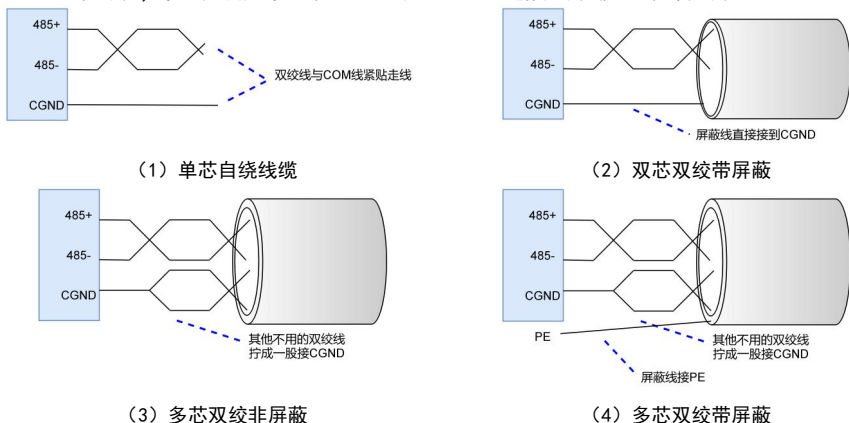 485+
485-
CGND
双绞线与COM线紧贴走线
(1) 单芯自绕线缆
485+
485-
CGND
屏蔽线直接接到CGND
(2) 双芯双绞带屏蔽
485+
485-
CGND
其他不用的双绞线
拧成一股接CGND
(3) 多芯双绞非屏蔽
485+
485-
CGND
PE
其他不用的双绞线
拧成一股接CGND
屏蔽线接PE
(4) 多芯双绞带屏蔽